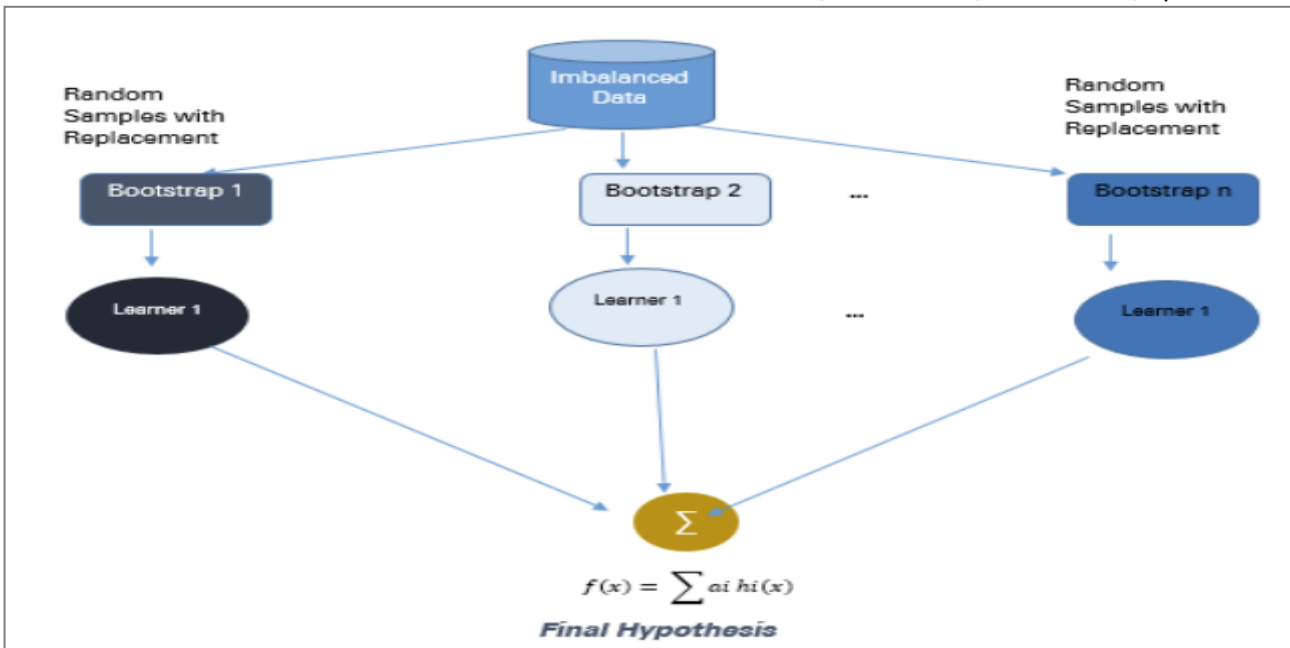 Imbalanced
Data
Random
Samples with
Replacement
Random
Samples with
Replacement
Bootstrap 1
Bootstrap 2
...
Bootstrap n
Learner 1
Learner 1
...
Learner 1
∑
f(x) = ∑ ai hi(x)
Final Hypothesis